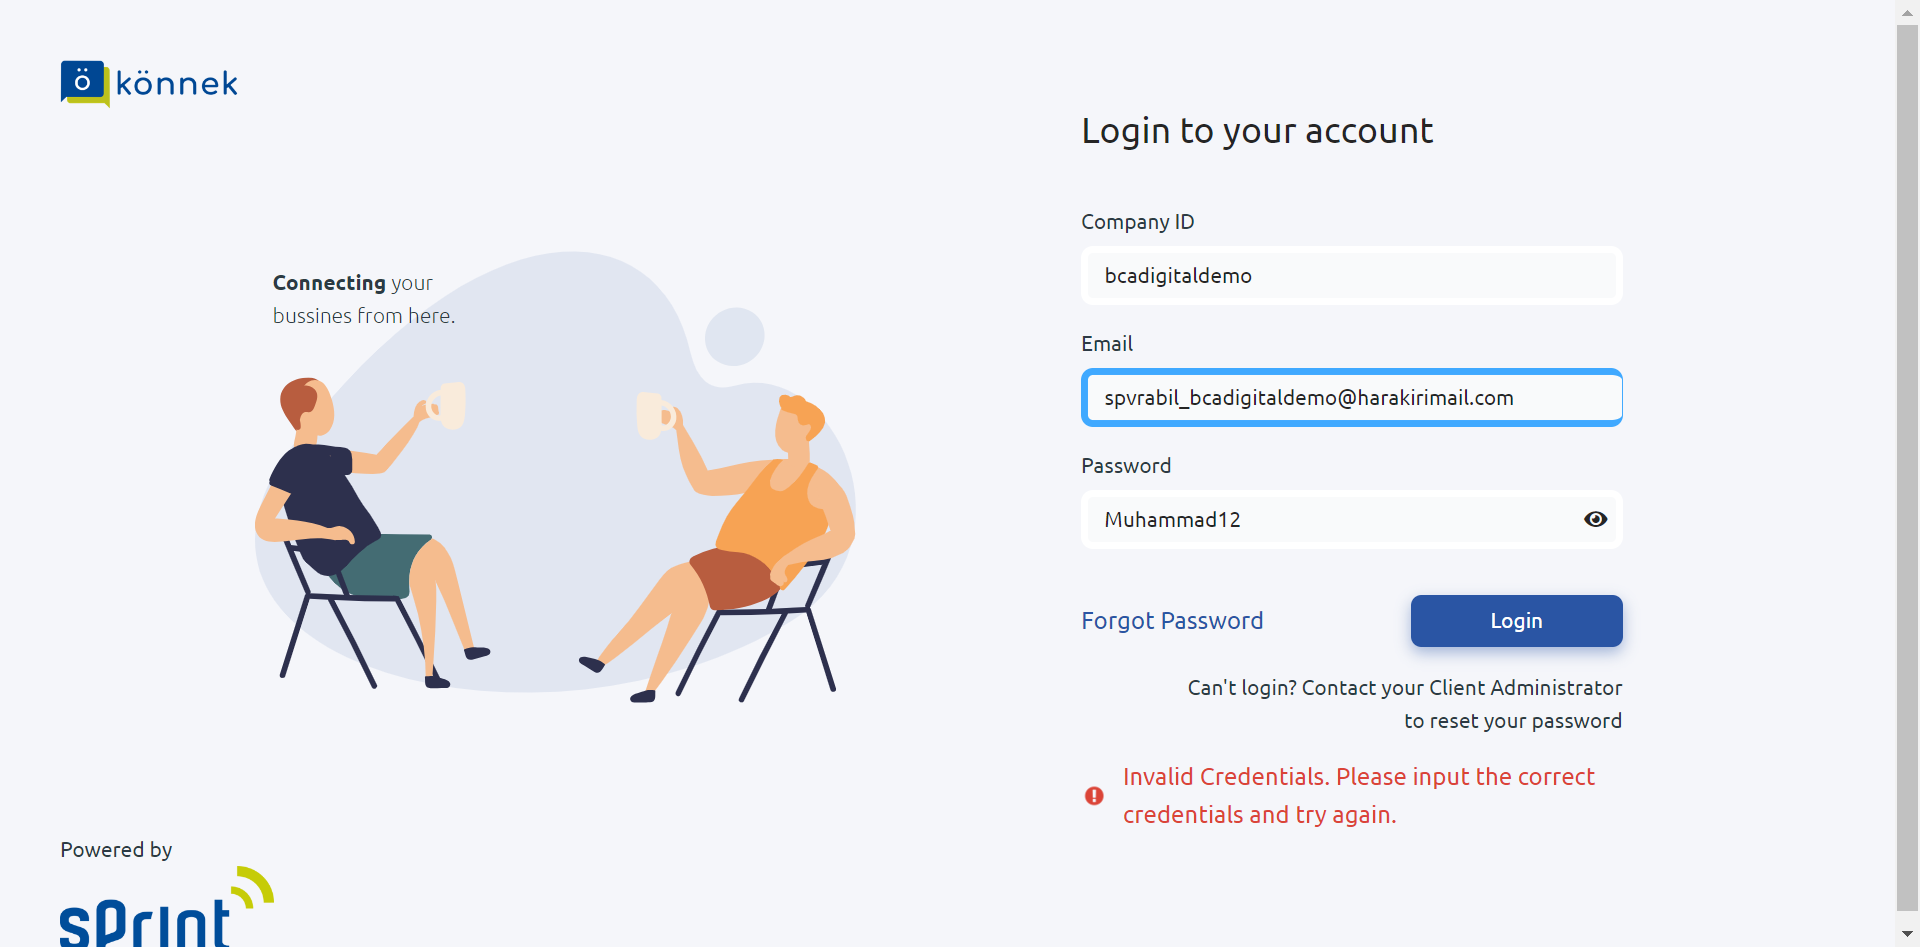 ö könnek
Login to your account
Company ID
bcadigitaldemo
Connecting your
bussines from here.
Email
spvrabil_bcadigitaldemo@harakirimail.com
Password
Muhammad12
Forgot Password
Login
Can't login? Contact your Client Administrator
to reset your password
Invalid Credentials. Please input the correct
credentials and try again.
Powered by
sPrint